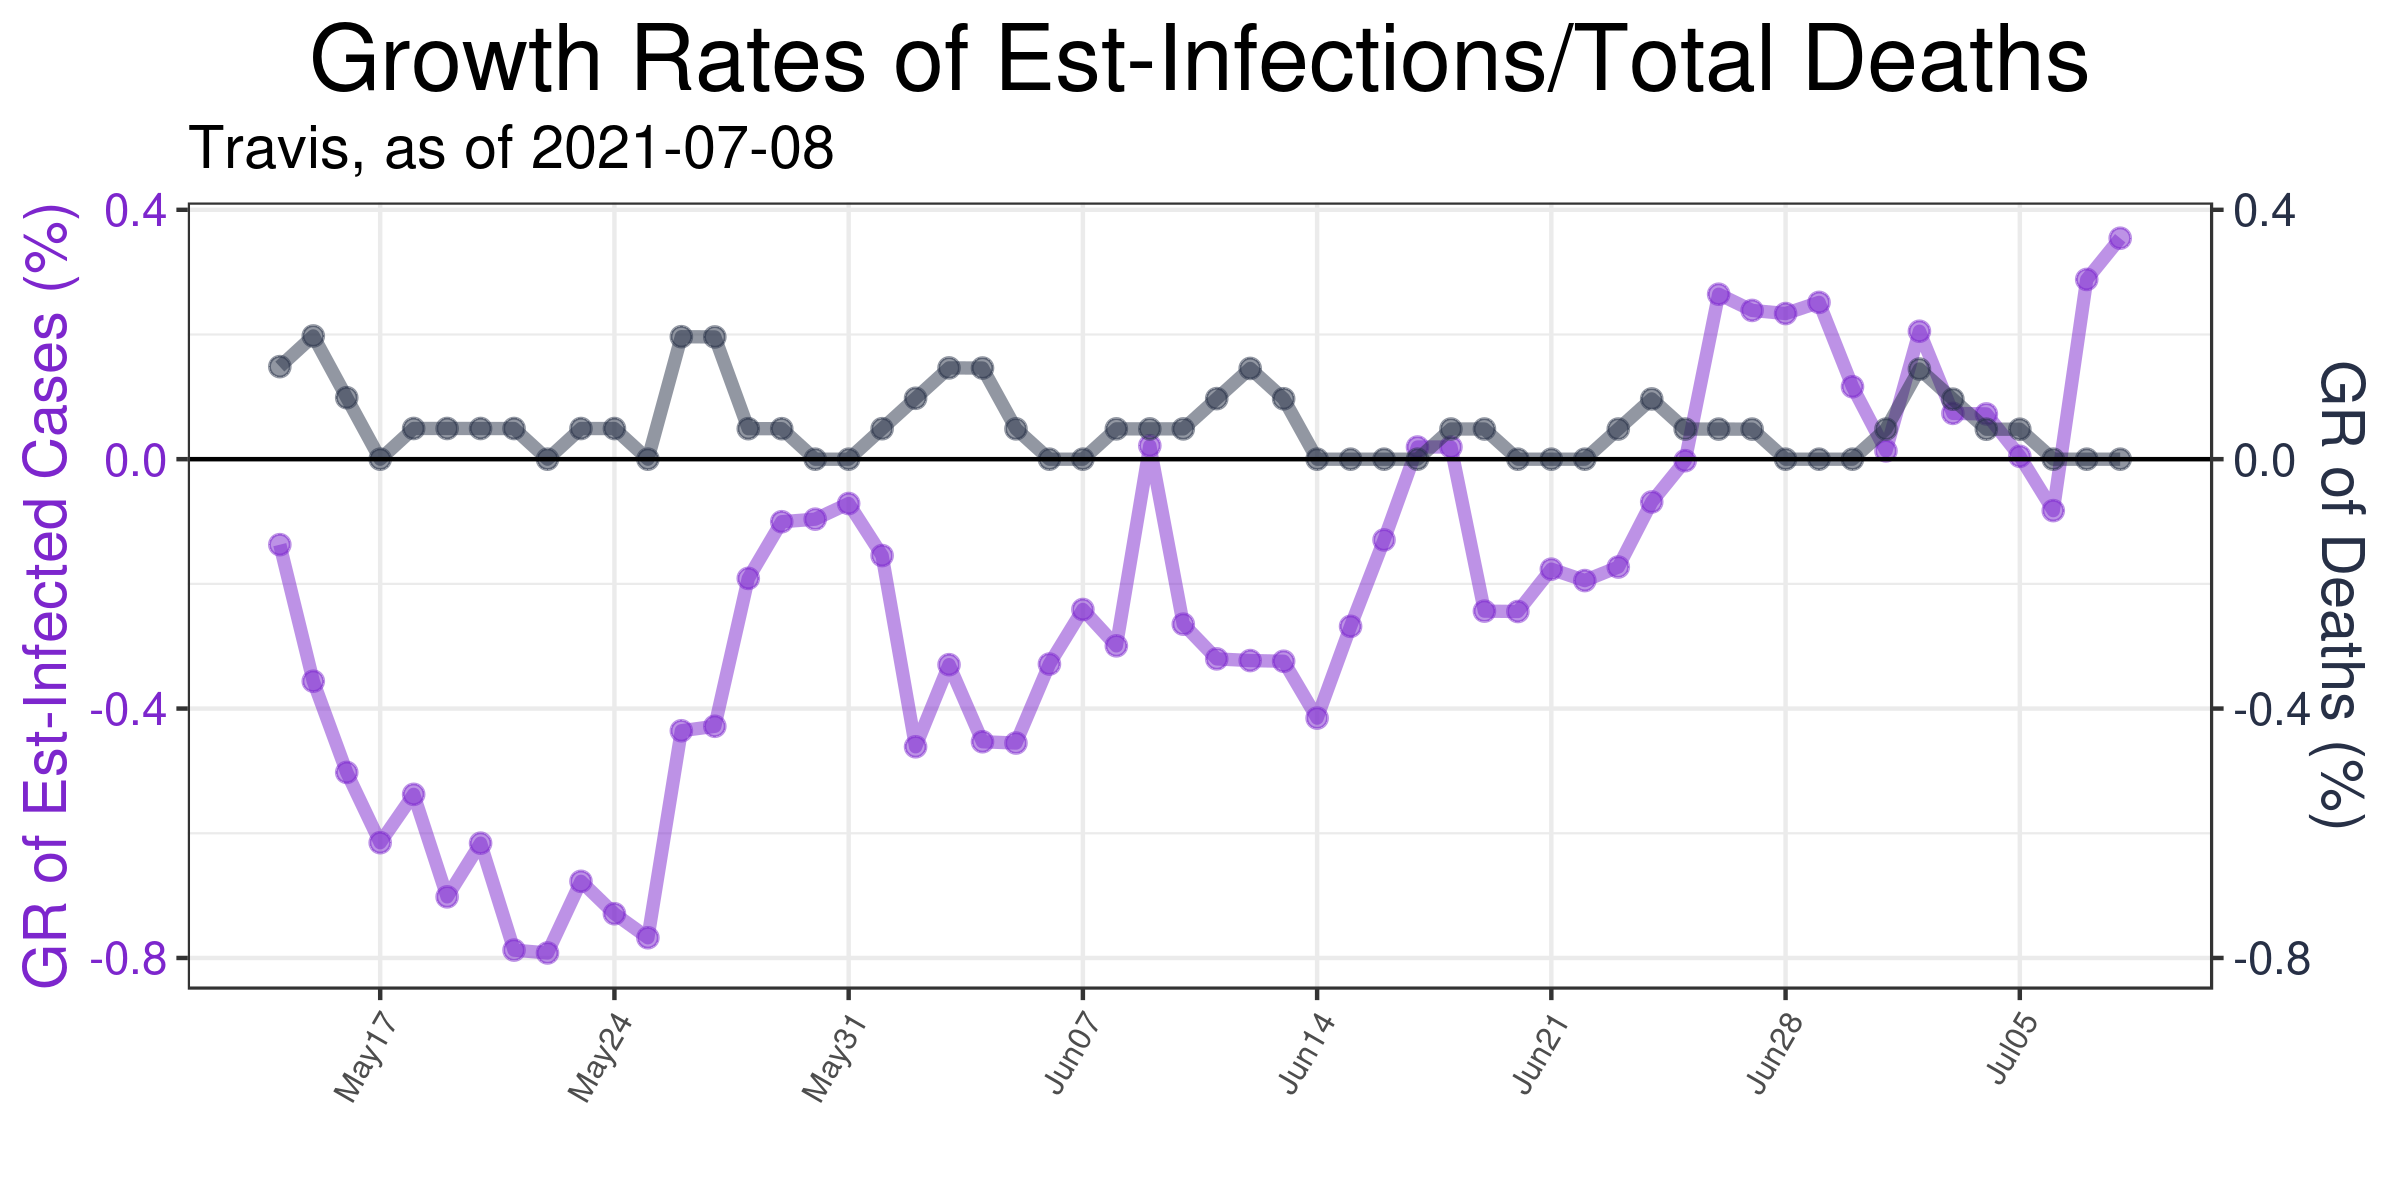 Growth Rates of Est-Infections/Total Deaths
Travis, as of 2021-07-08
GR of Est-Infected Cases (%)
0.4
0.0
-0.4
-0.8
0.4
0.0
-0.4
-0.8
GR of Deaths (%)
May17
May24
May31
Jun07
Jun14
Jun21
Jun28
Jul05